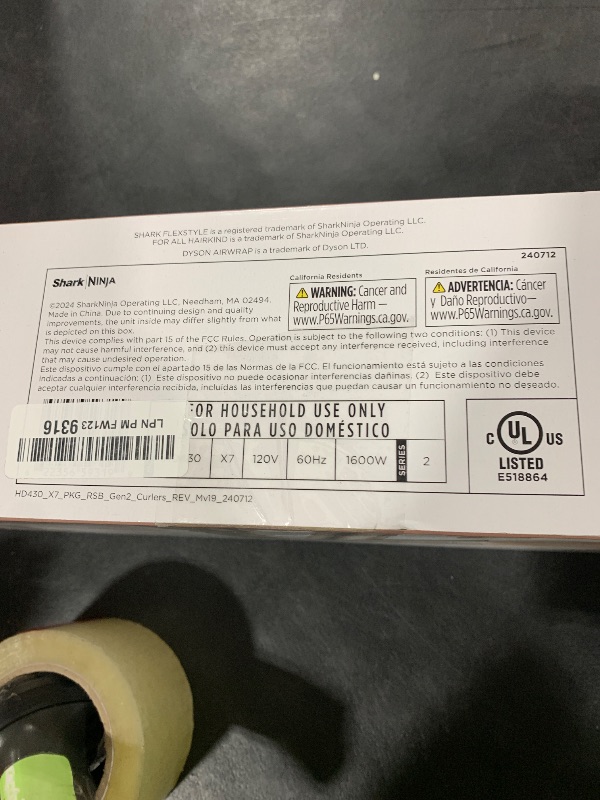 SHARK FLEXSTYLE is a registered trademark of SharkNinja Operating LLC.
FOR ALL HAIRKIND is a trademark of SharkNinja Operating LLC.
DYSON AIRWRAP is a trademark of Dyson LTD.
240712
Shark | NINJA
©2024 SharkNinja Operating LLC, Needham, MA 02494.
Made in China. Due to continuing design and quality
improvements, the unit inside may differ slightly from what
is depicted on this box.
California Residents
WARNING: Cancer and
Reproductive Harm —
www.P65Warnings.ca.gov.
Residentes de California
ADVERTENCIA: Cáncer
y Daño Reproductivo—
www.P65Warnings.ca.gov.
This device complies with part 15 of the FCC Rules. Operation is subject to the following two conditions: (1) This device
may not cause harmful interference, and (2) this device must accept any interference received, including interference
that may cause undesired operation.
Este dispositivo cumple con el apartado 15 de las Normas de la FCC. El funcionamiento está sujeto a las condiciones
indicadas a continuación: (1) Este dispositivo no puede ocasionar interferencias dañinas. (2) Este dispositivo debe
aceptar cualquier interferencia recibida, incluidas las interferencias que puedan causar un funcionamiento no deseado.
LPN PM FW123 9316
FOR HOUSEHOLD USE ONLY
OLO PARA USO DOMÉSTICO
30 X7 120V 60Hz 1600W SERIES 2
C UL US
LISTED
E518864
HD430_X7_PKG_RSB_Gen2_Curlers_REV_Mv19_240712